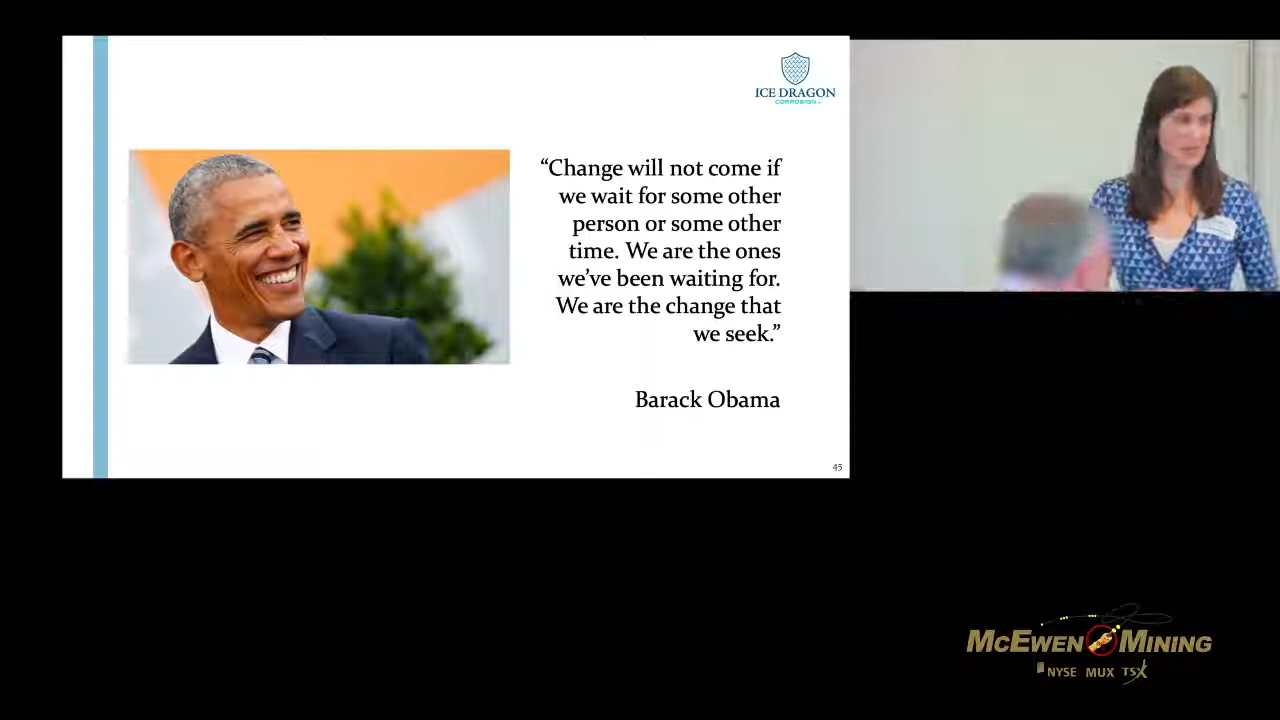 ICE DRAGON
CORROSION
“Change will not come if
we wait for some other
person or some other
time. We are the ones
we’ve been waiting for.
We are the change that
we seek.”
Barack Obama
45
MCEWEN MINING
NYSE MUX TSX